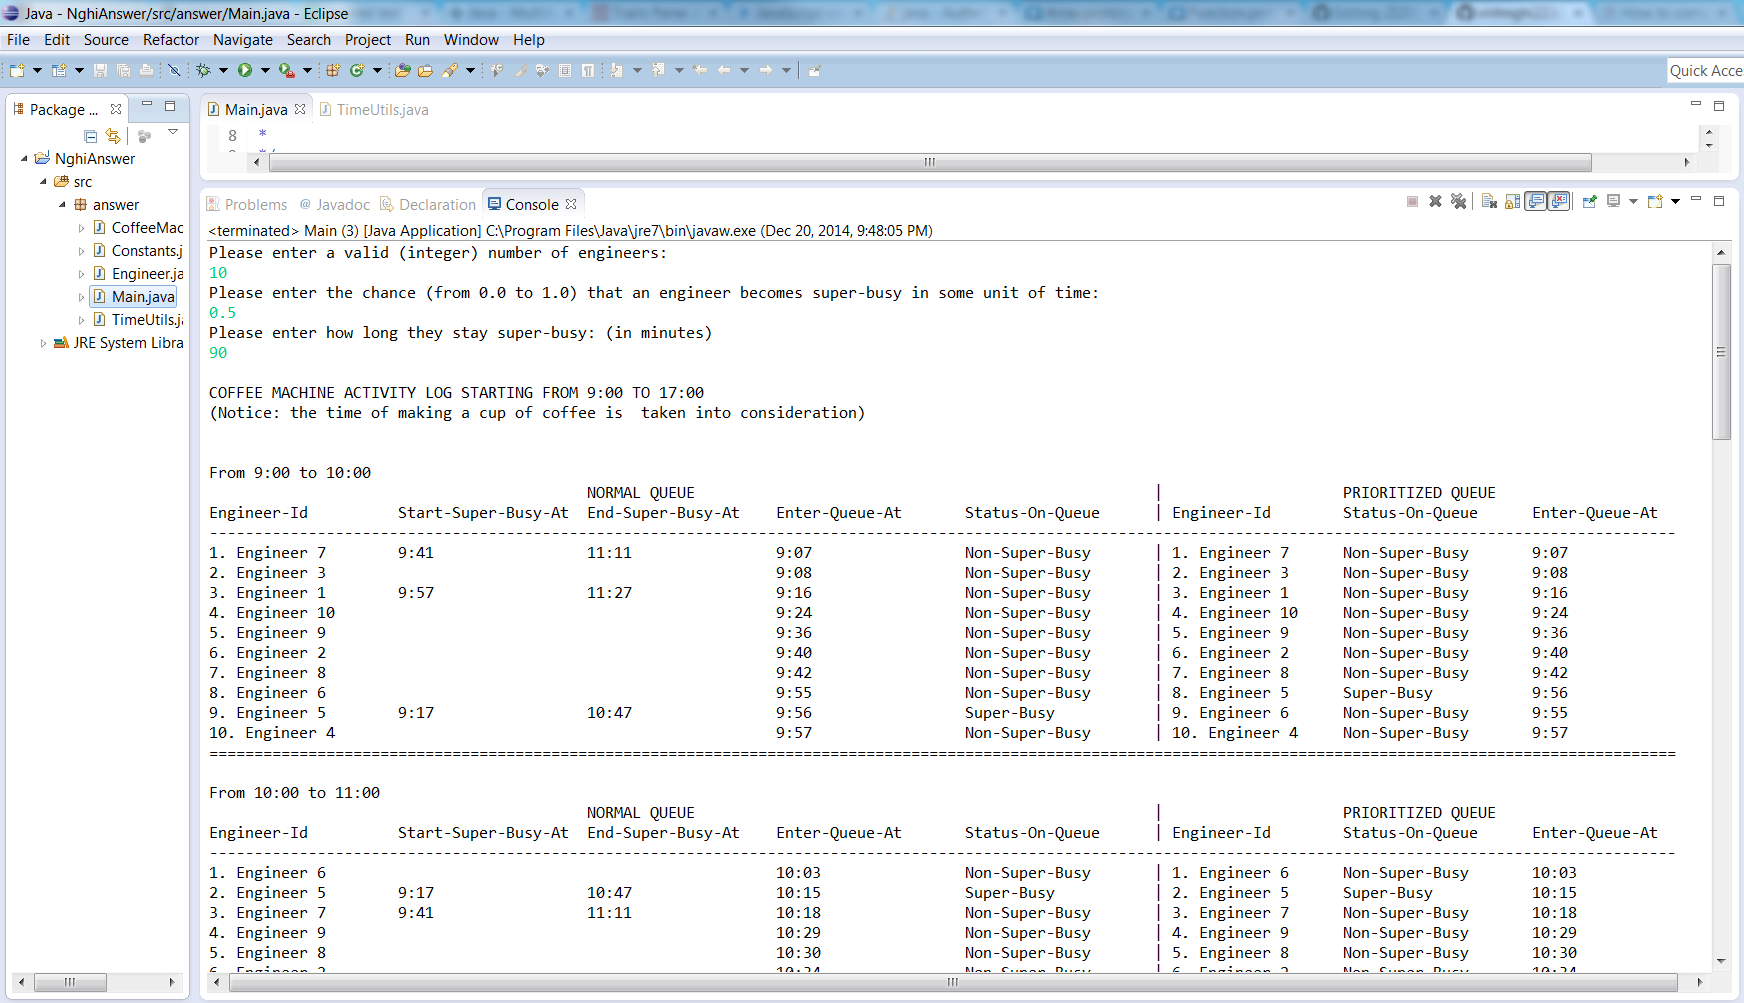 Java - NghiAnswer/src/answer/Main.java - Eclipse
File Edit Source Refactor Navigate Search Project Run Window Help
Quick Acce
Package ...
NghiAnswer
src
answer
CoffeeMac
Constants.j
Engineer.ja
Main.java
TimeUtils.j
JRE System Libra
Main.java TimeUtils.java
8 *
Problems @ Javadoc Declaration Console
<terminated> Main (3) [Java Application] C:\Program Files\Java\jre7\bin\javaw.exe (Dec 20, 2014, 9:48:05 PM)
Please enter a valid (integer) number of engineers:
10
Please enter the chance (from 0.0 to 1.0) that an engineer becomes super-busy in some unit of time:
0.5
Please enter how long they stay super-busy: (in minutes)
90
COFFEE MACHINE ACTIVITY LOG STARTING FROM 9:00 TO 17:00
(Notice: the time of making a cup of coffee is  taken into consideration)
From 9:00 to 10:00
NORMAL QUEUE | PRIORITIZED QUEUE
Engineer-Id Start-Super-Busy-At End-Super-Busy-At Enter-Queue-At Status-On-Queue | Engineer-Id Status-On-Queue Enter-Queue-At
1. Engineer 7 9:41 11:11 9:07 Non-Super-Busy | 1. Engineer 7 Non-Super-Busy 9:07
2. Engineer 3 9:08 Non-Super-Busy | 2. Engineer 3 Non-Super-Busy 9:08
3. Engineer 1 9:57 11:27 9:16 Non-Super-Busy | 3. Engineer 1 Non-Super-Busy 9:16
4. Engineer 10 9:24 Non-Super-Busy | 4. Engineer 10 Non-Super-Busy 9:24
5. Engineer 9 9:36 Non-Super-Busy | 5. Engineer 9 Non-Super-Busy 9:36
6. Engineer 2 9:40 Non-Super-Busy | 6. Engineer 2 Non-Super-Busy 9:40
7. Engineer 8 9:42 Non-Super-Busy | 7. Engineer 8 Non-Super-Busy 9:42
8. Engineer 6 9:55 Non-Super-Busy | 8. Engineer 5 Super-Busy 9:56
9. Engineer 5 9:17 10:47 9:56 Super-Busy | 9. Engineer 6 Non-Super-Busy 9:55
10. Engineer 4 9:57 Non-Super-Busy | 10. Engineer 4 Non-Super-Busy 9:57
From 10:00 to 11:00
NORMAL QUEUE | PRIORITIZED QUEUE
Engineer-Id Start-Super-Busy-At End-Super-Busy-At Enter-Queue-At Status-On-Queue | Engineer-Id Status-On-Queue Enter-Queue-At
1. Engineer 6 10:03 Non-Super-Busy | 1. Engineer 6 Non-Super-Busy 10:03
2. Engineer 5 9:17 10:47 10:15 Super-Busy | 2. Engineer 5 Super-Busy 10:15
3. Engineer 7 9:41 11:11 10:18 Non-Super-Busy | 3. Engineer 7 Non-Super-Busy 10:18
4. Engineer 9 10:29 Non-Super-Busy | 4. Engineer 9 Non-Super-Busy 10:29
5. Engineer 8 10:30 Non-Super-Busy | 5. Engineer 8 Non-Super-Busy 10:30